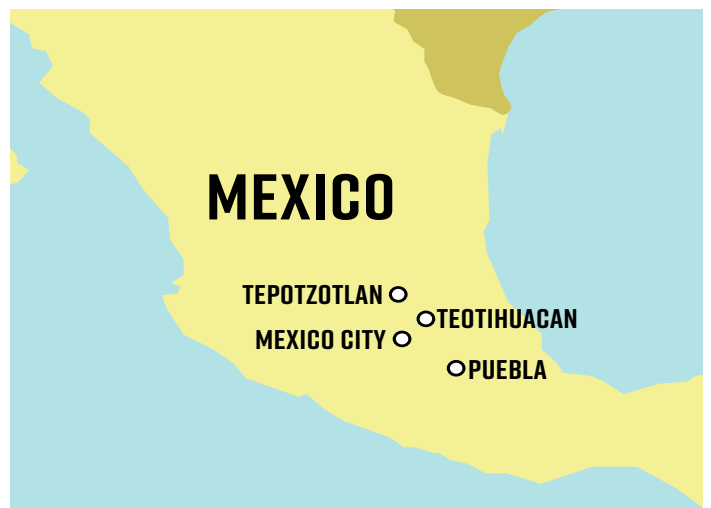 MEXICO
TEPOTZOTLAN
TEOTIHUACAN
MEXICO CITY
PUEBLA